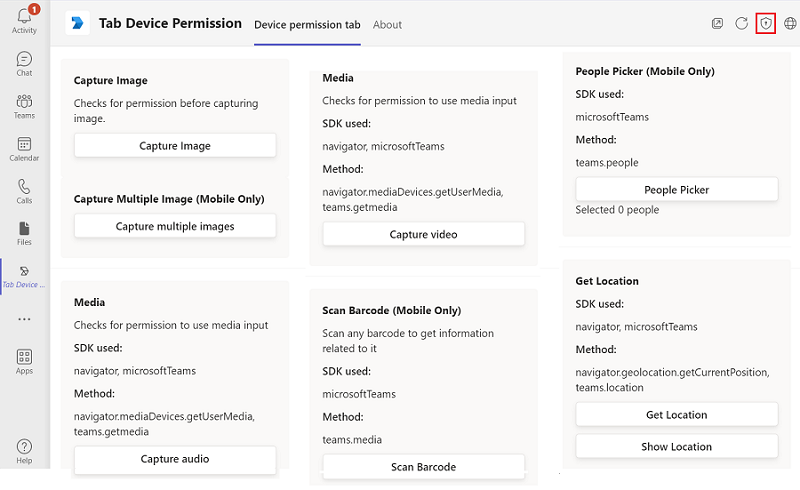 1
Activity
Chat
Teams
Calendar
Calls
Files
Tab Device ...
Apps
Help
Tab Device Permission
Device permission tab
About
Capture Image
Checks for permission before capturing
image.
Capture Image
Capture Multiple Image (Mobile Only)
Capture multiple images
Media
Checks for permission to use media input
SDK used:
navigator, microsoftTeams
Method:
navigator.mediaDevices.getUserMedia,
teams.getmedia
Capture audio
Media
Checks for permission to use media input
SDK used:
navigator, microsoftTeams
Method:
navigator.mediaDevices.getUserMedia,
teams.getmedia
Capture video
Scan Barcode (Mobile Only)
Scan any barcode to get information
related to it
SDK used:
microsoftTeams
Method:
teams.media
Scan Barcode
People Picker (Mobile Only)
SDK used:
microsoftTeams
Method:
teams.people
People Picker
Selected 0 people
Get Location
SDK used:
navigator, microsoftTeams
Method:
navigator.geolocation.getCurrentPosition,
teams.location
Get Location
Show Location